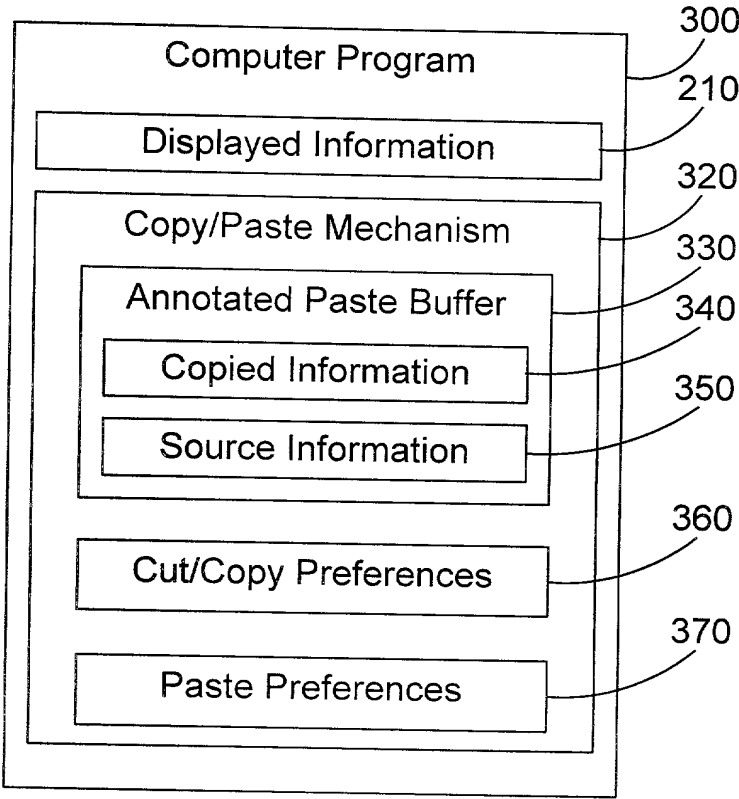 300
Computer Program
210
Displayed Information
320
Copy/Paste Mechanism
330
Annotated Paste Buffer
340
Copied Information
350
Source Information
360
Cut/Copy Preferences
370
Paste Preferences